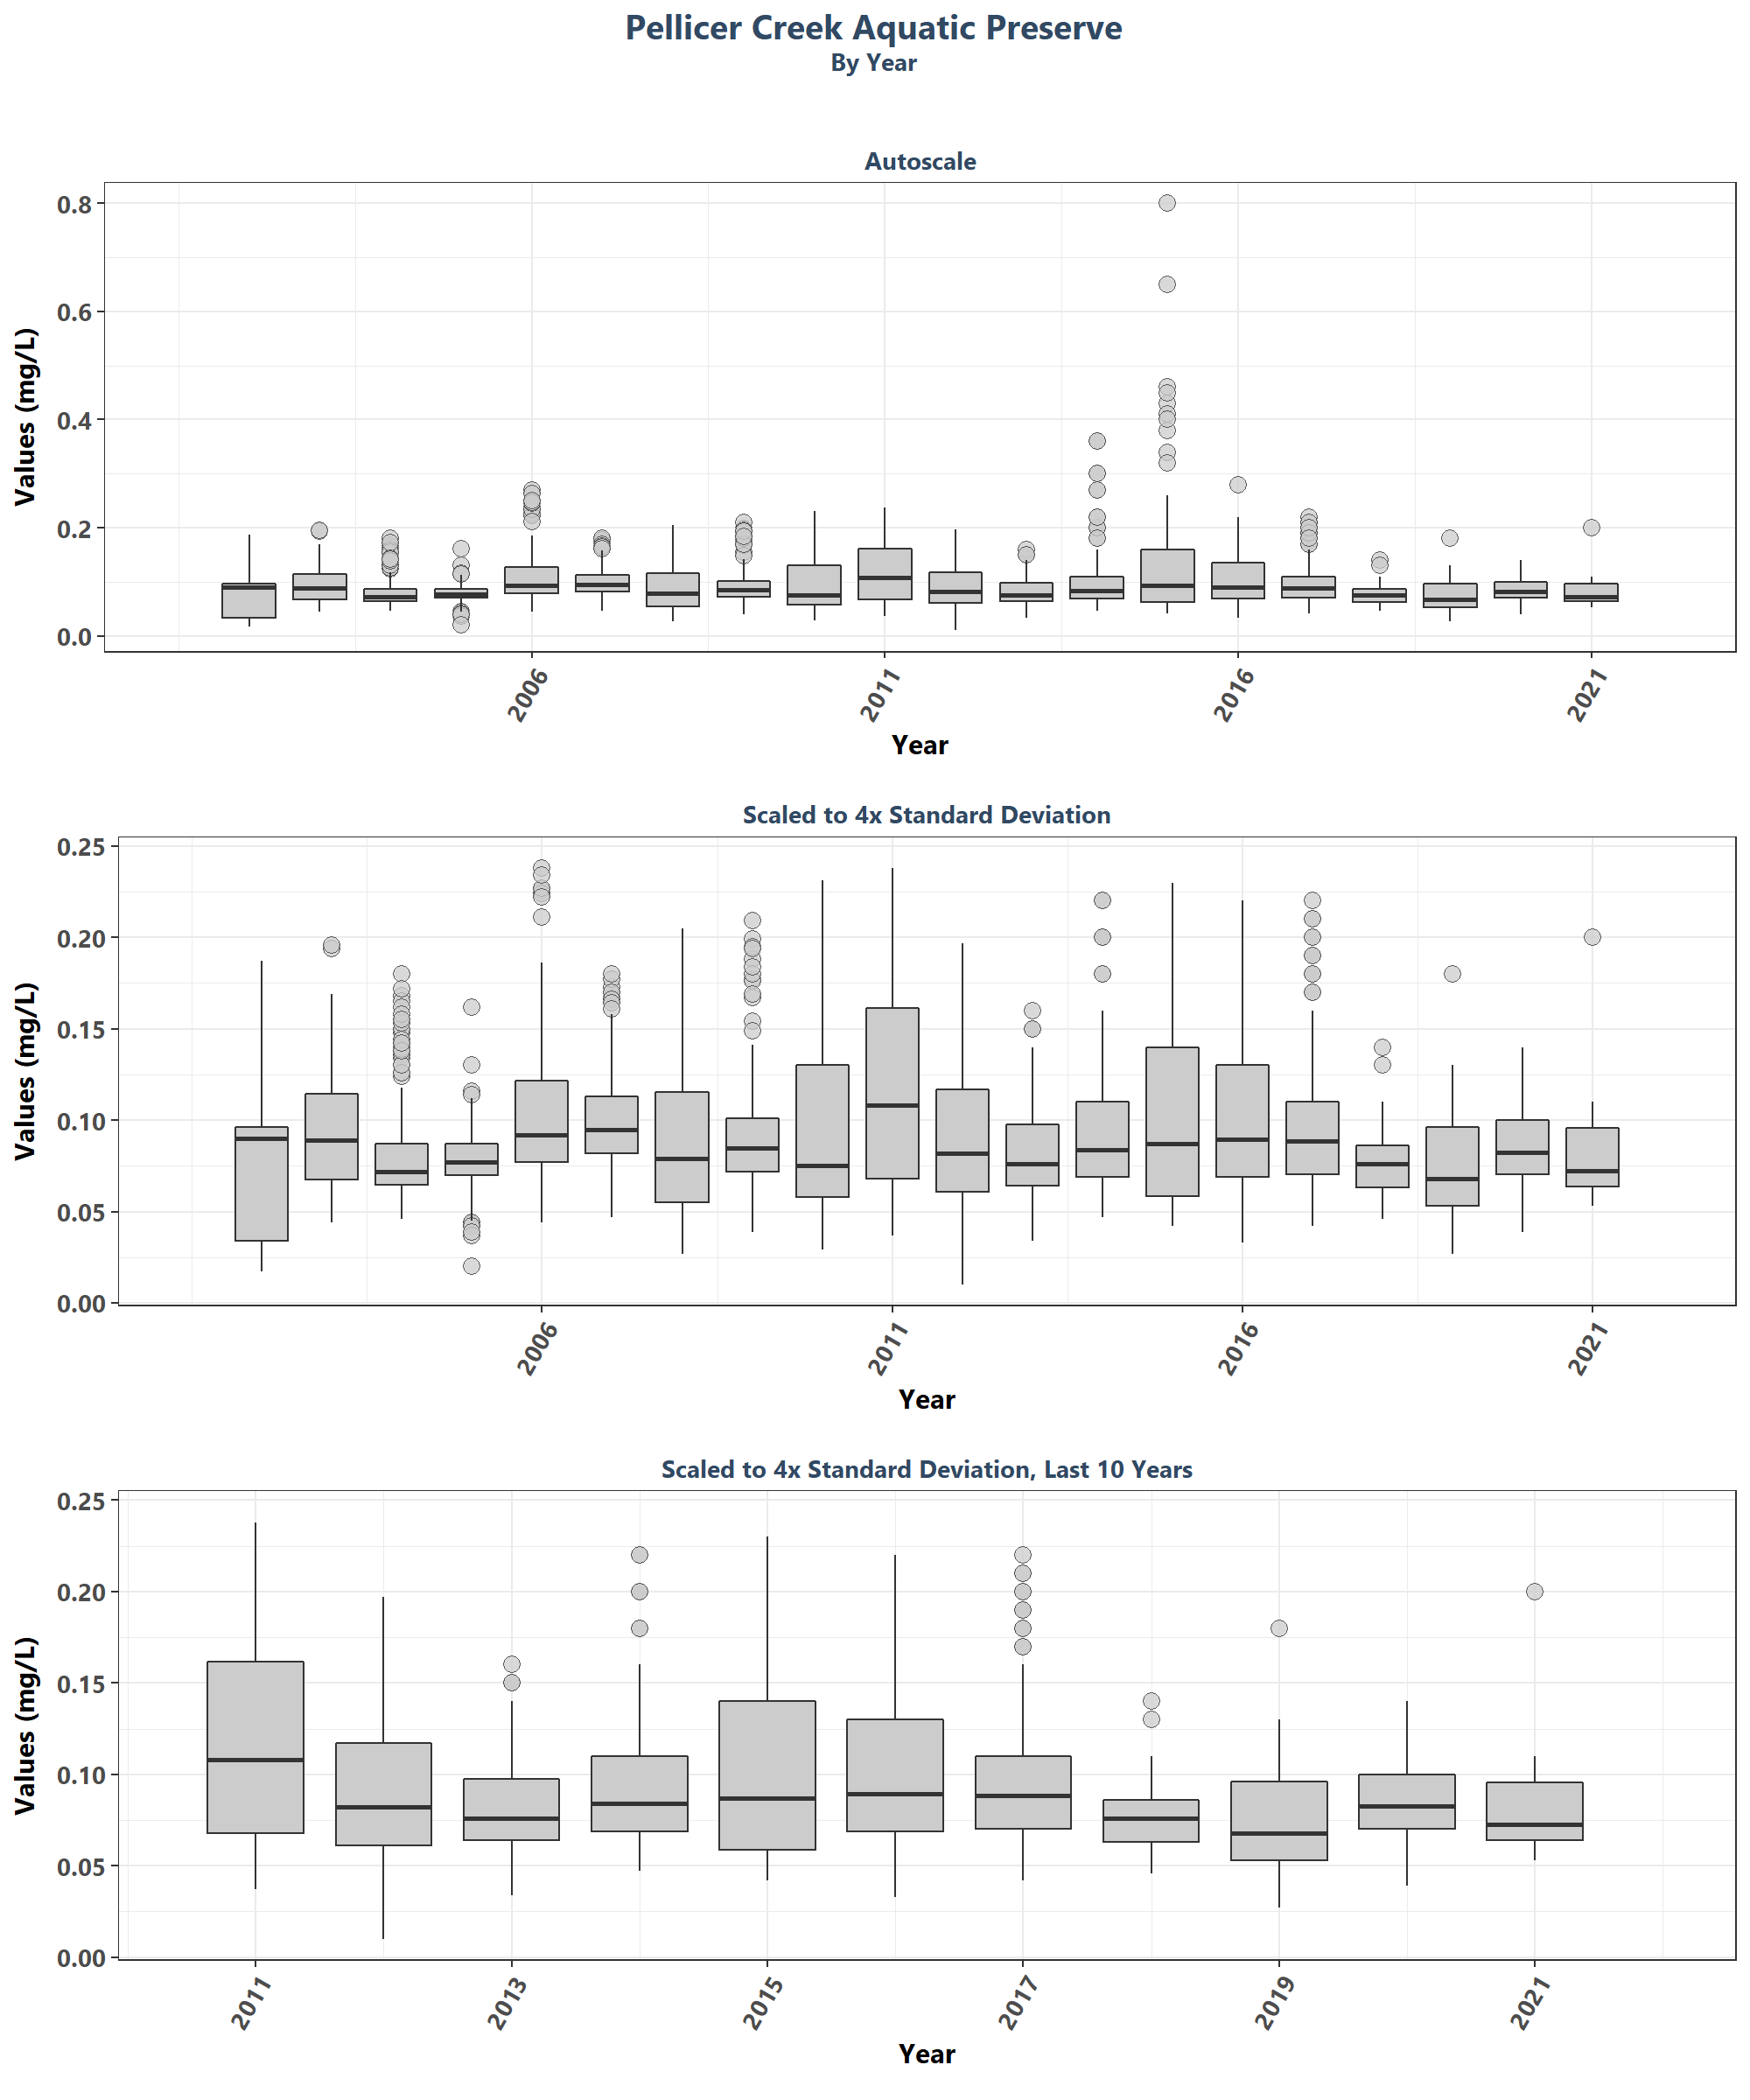 Pellicer Creek Aquatic Preserve
By Year
Autoscale
0.8
0.6
0.4
0.2
0.0
Values (mg/L)
2006 2011 2016 2021
Year
Scaled to 4x Standard Deviation
0.25
0.20
0.15
0.10
0.05
0.00
Values (mg/L)
2006 2011 2016 2021
Year
Scaled to 4x Standard Deviation, Last 10 Years
0.25
0.20
0.15
0.10
0.05
0.00
Values (mg/L)
2011 2013 2015 2017 2019 2021
Year